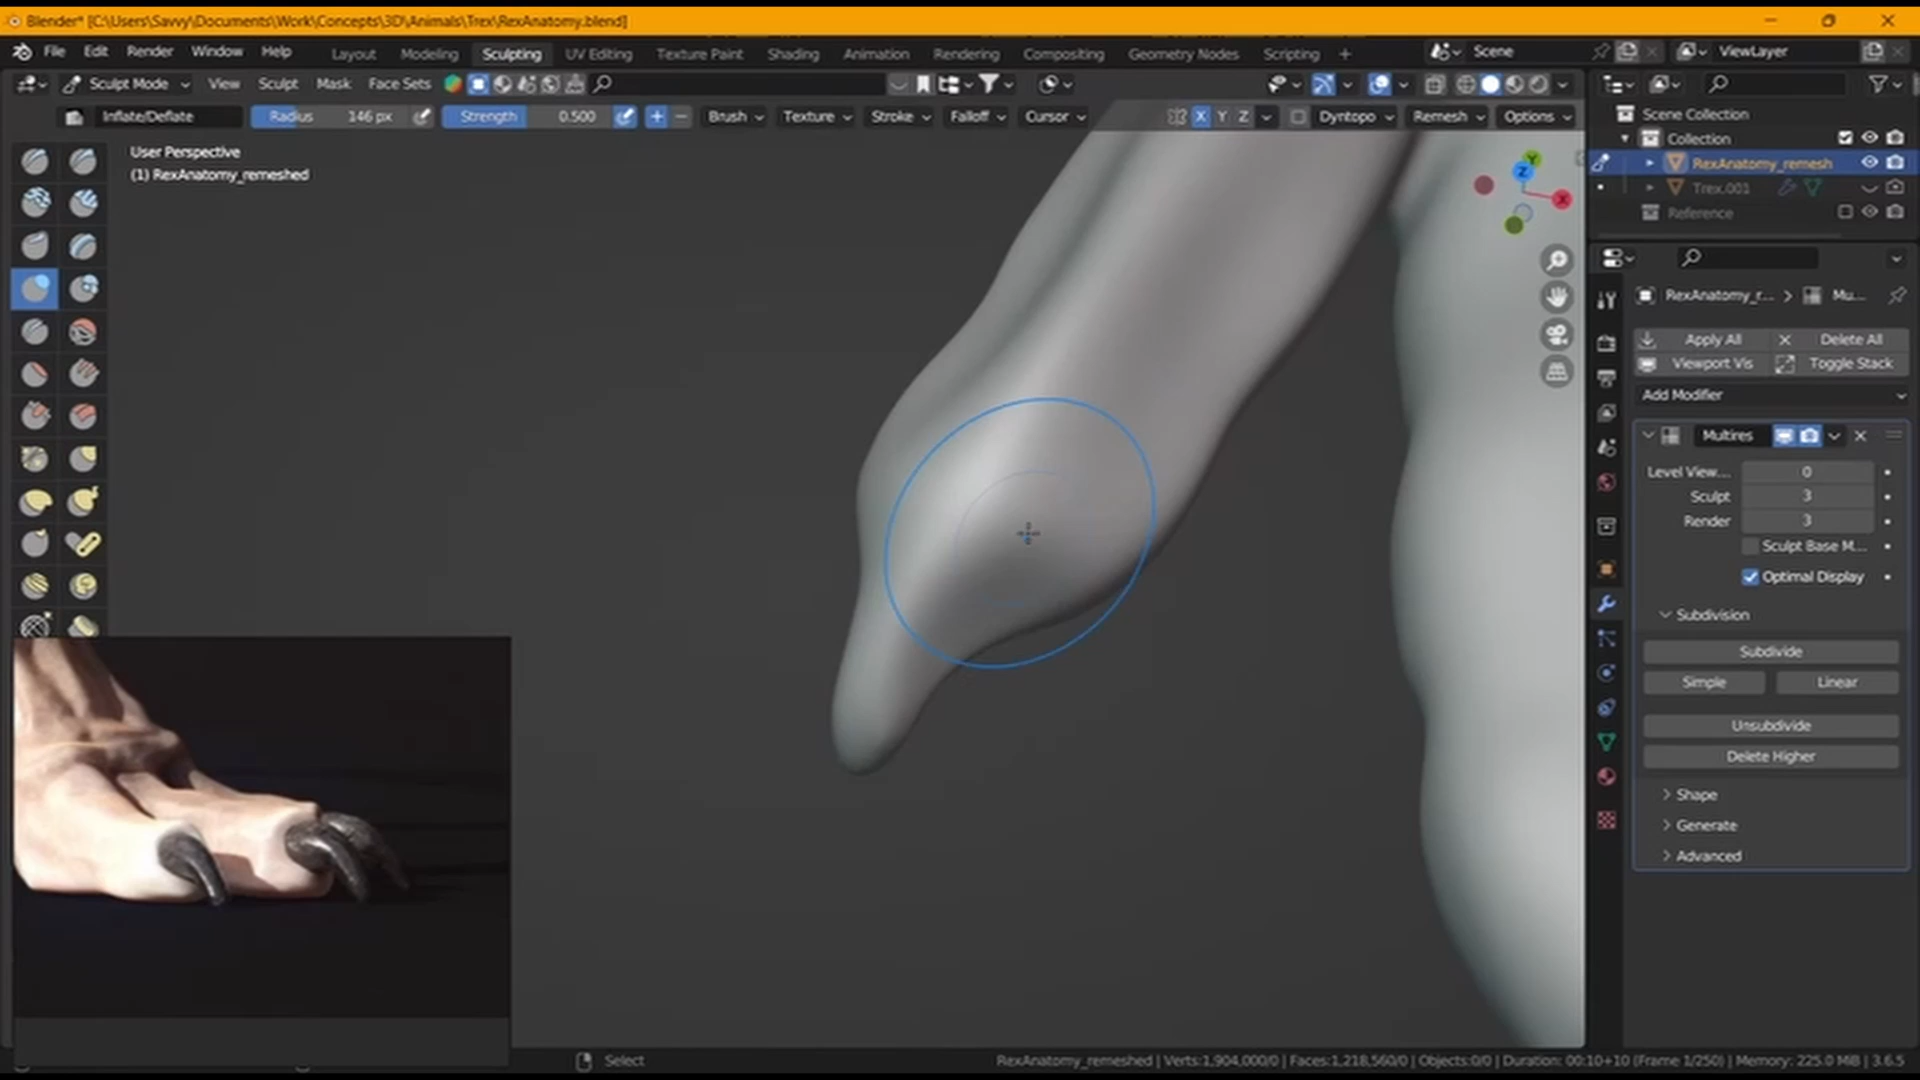 Blender* [C:\Users\Savvy\Documents\Work\Concepts\3D\Animals\Trex\RexAnatomy.blend]
File Edit Render Window Help Layout Modeling Sculpting UV Editing Texture Paint Shading Animation Rendering Compositing Geometry Nodes Scripting + Scene ViewLayer
Sculpt Mode View Sculpt Mask Face Sets
Inflate/Deflate Radius 146 px Strength 0.500 + − Brush Texture Stroke Falloff Cursor X Y Z Dyntopo Remesh Options
User Perspective
(1) RexAnatomy_remeshed
Y
Z
X
Scene Collection
Collection
RexAnatomy_remesh
Trex.001
Reference
RexAnatomy_r... > Mu...
Apply All Delete All
Viewport Vis Toggle Stack
Add Modifier
Multires
Level View... 0
Sculpt 3
Render 3
Sculpt Base M...
Optimal Display
Subdivision
Subdivide
Simple Linear
Unsubdivide
Delete Higher
Shape
Generate
Advanced
Select
RexAnatomy_remeshed | Verts:1,904,000/0 | Faces:1,218,560/0 | Objects:0/0 | Duration: 00:10+10 (Frame 1/250) | Memory: 225.0 MiB | 3.6.5